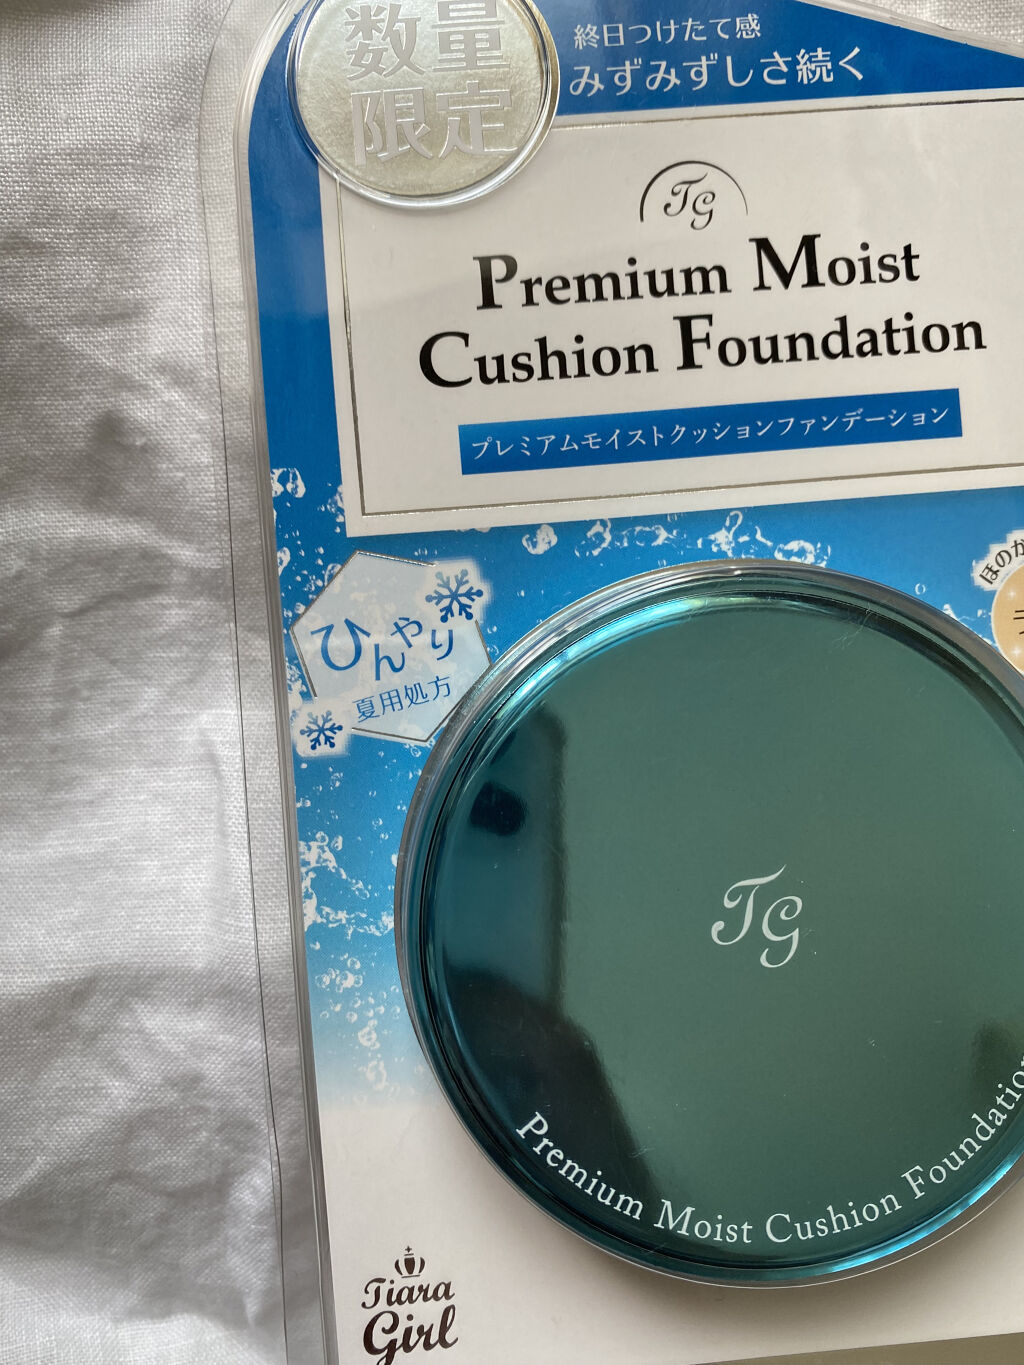 数量
限定
終日つけたて感
みずみずしさ続く
TG
Premium Moist
Cushion Foundation
プレミアムモイストクッションファンデーション
ひんやり
夏用処方
ほのか
TG
Premium Moist Cushion Foundation
Tiara
Girl